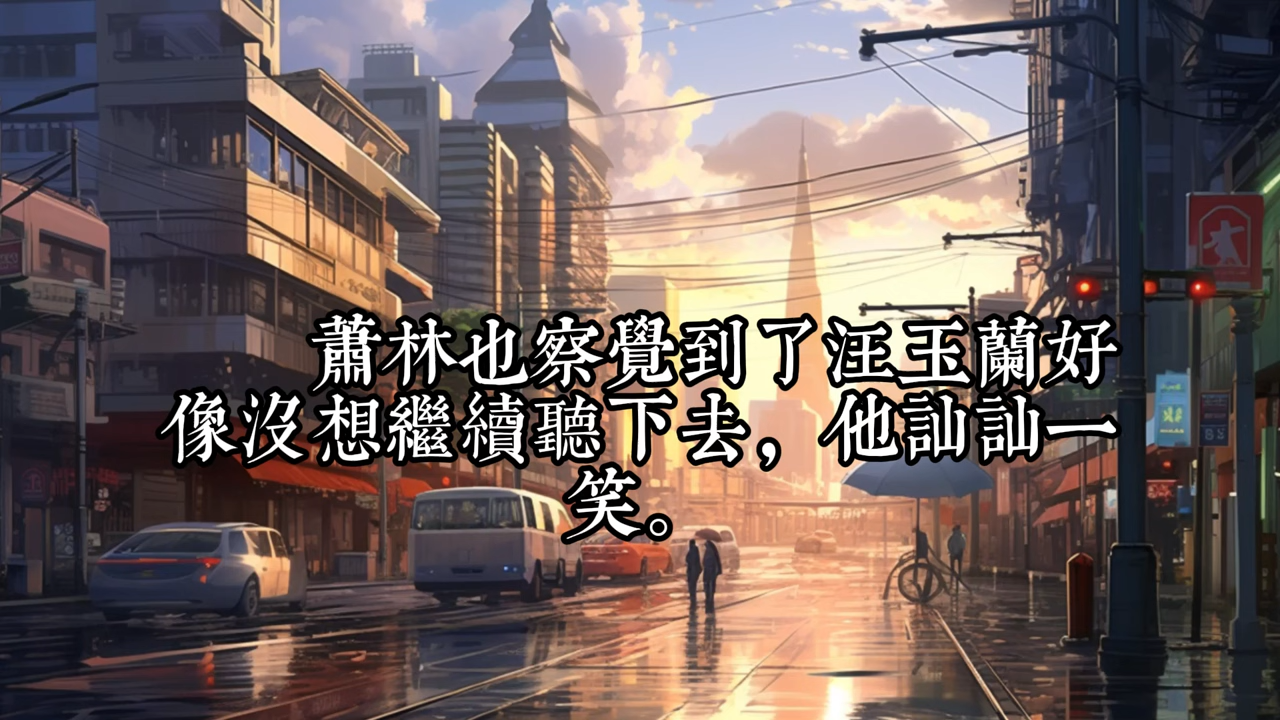 蕭林也察覺到了汪玉蘭好
像沒想繼續聽下去，他訕訕一
笑。